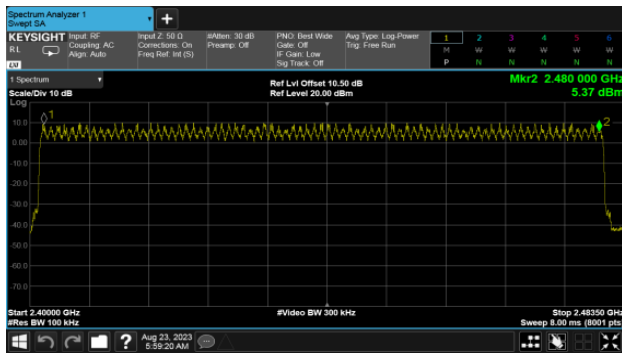 Spectrum Analyzer 1
Swept SA
+
KEYSIGHT Input: RF Input Z: 50 Ω #Atten: 30 dB PNO: Best Wide Avg Type: Log-Power 1 2 3 4 5 6
RL Coupling: AC Corrections: On Preamp: Off Gate: Off Trig: Free Run M W W W W W
Align: Auto Freq Ref: Int (S) IF Gain: Low P N N N N N
LXI Sig Track: Off
1 Spectrum Ref Lvl Offset 10.50 dB Mkr2 2.480 000 GHz
Scale/Div 10 dB Ref Level 20.00 dBm 5.37 dBm
Log
1
2
10.0
0.00
-10.0
-20.0
-30.0
-40.0
-50.0
-60.0
-70.0
Start 2.40000 GHz #Video BW 300 kHz Stop 2.48350 GHz
#Res BW 100 kHz Sweep 8.00 ms (8001 pts)
? Aug 23, 2023
5:59:20 AM